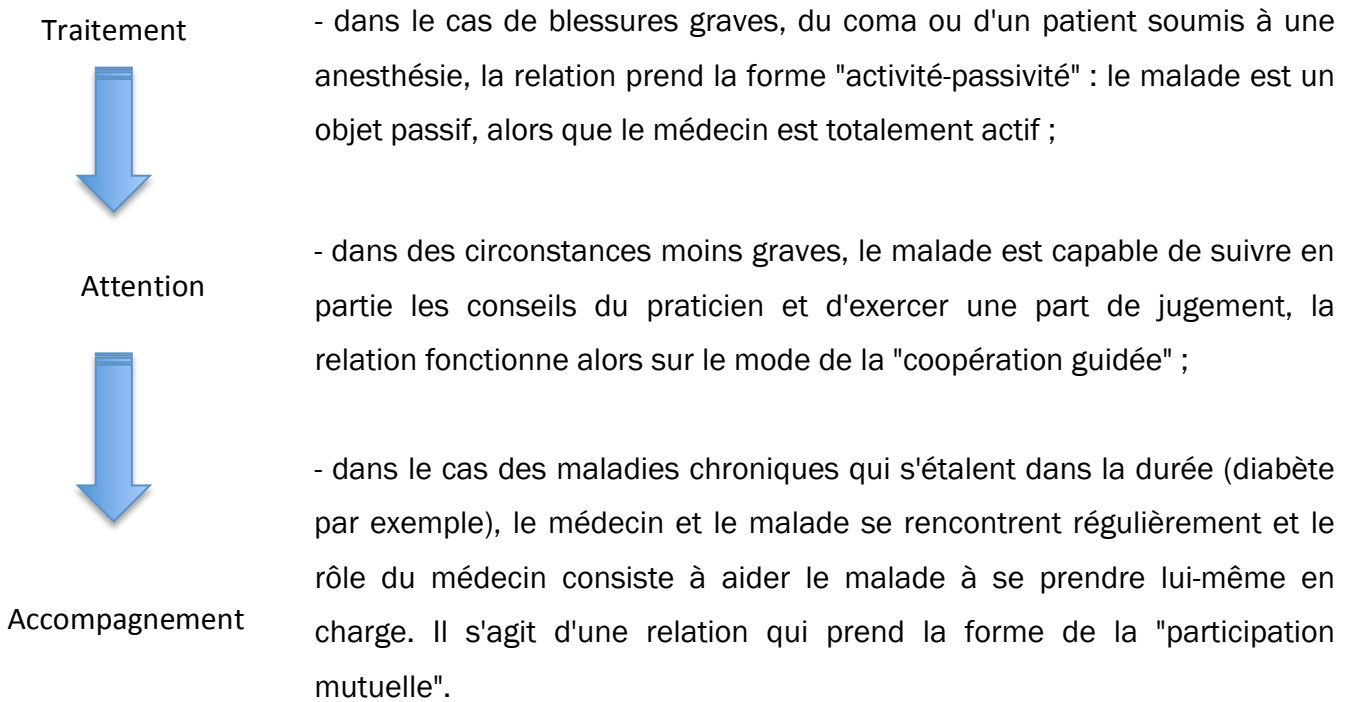 Traitement
- dans le cas de blessures graves, du coma ou d'un patient soumis à une
anesthésie, la relation prend la forme "activité-passivité" : le malade est un
objet passif, alors que le médecin est totalement actif ;
Attention
- dans des circonstances moins graves, le malade est capable de suivre en
partie les conseils du praticien et d'exercer une part de jugement, la
relation fonctionne alors sur le mode de la "coopération guidée" ;
Accompagnement
- dans le cas des maladies chroniques qui s'étalent dans la durée (diabète
par exemple), le médecin et le malade se rencontrent régulièrement et le
rôle du médecin consiste à aider le malade à se prendre lui-même en
charge. Il s'agit d'une relation qui prend la forme de la "participation
mutuelle".